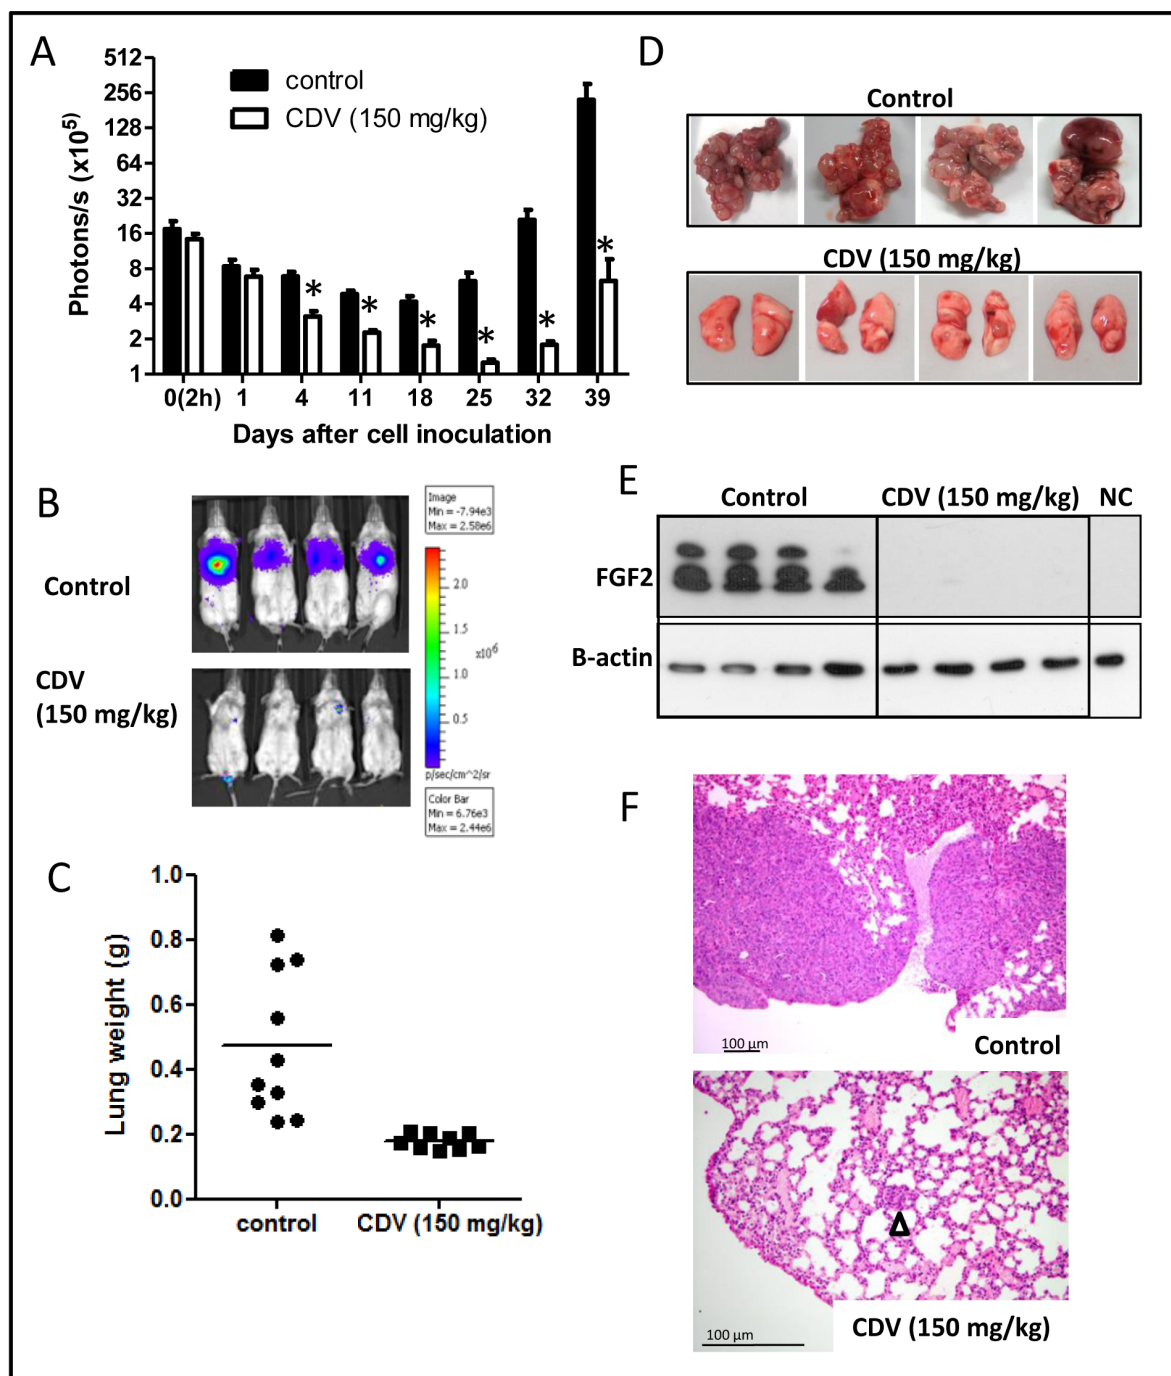 A
512
256
128
64
32
16
8
4
2
1
Photons/s (x10⁵)
control
CDV (150 mg/kg)
* * * * * *
0(2h) 1 4 11 18 25 32 39
Days after cell inoculation
B
Control
CDV
(150 mg/kg)
Image
Min = -7.94e3
Max = 2.58e6
2.0
1.5
x10⁶
1.0
0.5
p/sec/cm^2/sr
Color Bar
Min = 6.76e3
Max = 2.44e6
C
1.0
0.8
0.6
0.4
0.2
0.0
Lung weight (g)
control CDV (150 mg/kg)
D
Control
CDV (150 mg/kg)
E
Control CDV (150 mg/kg) NC
FGF2
B-actin
F
100 µm
Control
100 µm
CDV (150 mg/kg)